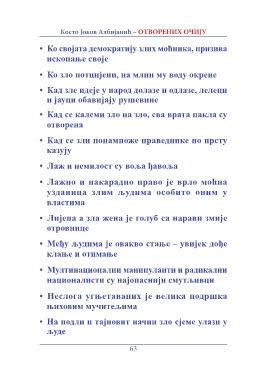 Косто Јовов Албијанић – ОТВОРЕНИХ ОЧИЈУ
• Ко својата демократију злих моћника, призива
ископање своје
• Ко зло потцијени, на млин му воду окрене
• Кад зле идеје у народ долазе и одлазе, лелеци
и јауци обавијају рушевине
• Кад се калеми зло на зло, сва врата пакла су
отворена
• Кад се зли понамноже праведнике по прсту
казују
• Лаж и немилост су воља ђавоља
• Лажно и накарадно право је врло моћна
узданица злим људима особито оним у
властима
• Лијепа а зла жена је голуб са нарави змије
отровнице
• Међу људима је овакво стање – увијек дође
клање и отимање
• Мултинационални манипуланти и радикални
националисти су најопаснији смутљивци
• Неслога угњетаваних је велика подршка
њиховим мучитељима
• На подли и тајновит начин зло сјеме улази у
људе
63